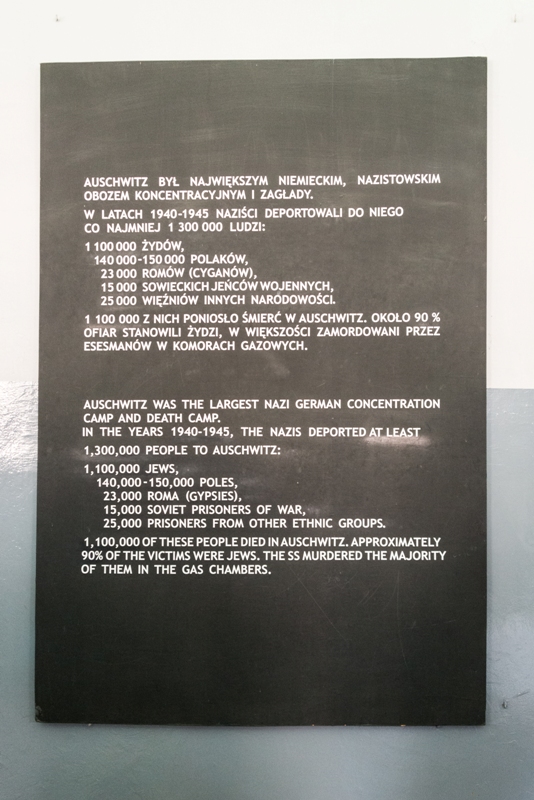 AUSCHWITZ BYŁ NAJWIĘKSZYM NIEMIECKIM, NAZISTOWSKIM
OBOZEM KONCENTRACYJNYM I ZAGŁADY.
W LATACH 1940-1945 NAZIŚCI DEPORTOWALI DO NIEGO
CO NAJMNIEJ 1 300 000 LUDZI:
1 100 000 ŻYDÓW,
140 000-150 000 POLAKÓW,
23 000 ROMÓW (CYGANÓW),
15 000 SOWIECKICH JEŃCÓW WOJENNYCH,
25 000 WIĘŹNIÓW INNYCH NARODOWOŚCI.
1 100 000 Z NICH PONIOSŁO ŚMIERĆ W AUSCHWITZ. OKOŁO 90 %
OFIAR STANOWILI ŻYDZI, W WIĘKSZOŚCI ZAMORDOWANI PRZEZ
ESESMANÓW W KOMORACH GAZOWYCH.
AUSCHWITZ WAS THE LARGEST NAZI GERMAN CONCENTRATION
CAMP AND DEATH CAMP.
IN THE YEARS 1940-1945, THE NAZIS DEPORTED AT LEAST
1,300,000 PEOPLE TO AUSCHWITZ:
1,100,000 JEWS,
140,000-150,000 POLES,
23,000 ROMA (GYPSIES),
15,000 SOVIET PRISONERS OF WAR,
25,000 PRISONERS FROM OTHER ETHNIC GROUPS.
1,100,000 OF THESE PEOPLE DIED IN AUSCHWITZ. APPROXIMATELY
90% OF THE VICTIMS WERE JEWS. THE SS MURDERED THE MAJORITY
OF THEM IN THE GAS CHAMBERS.